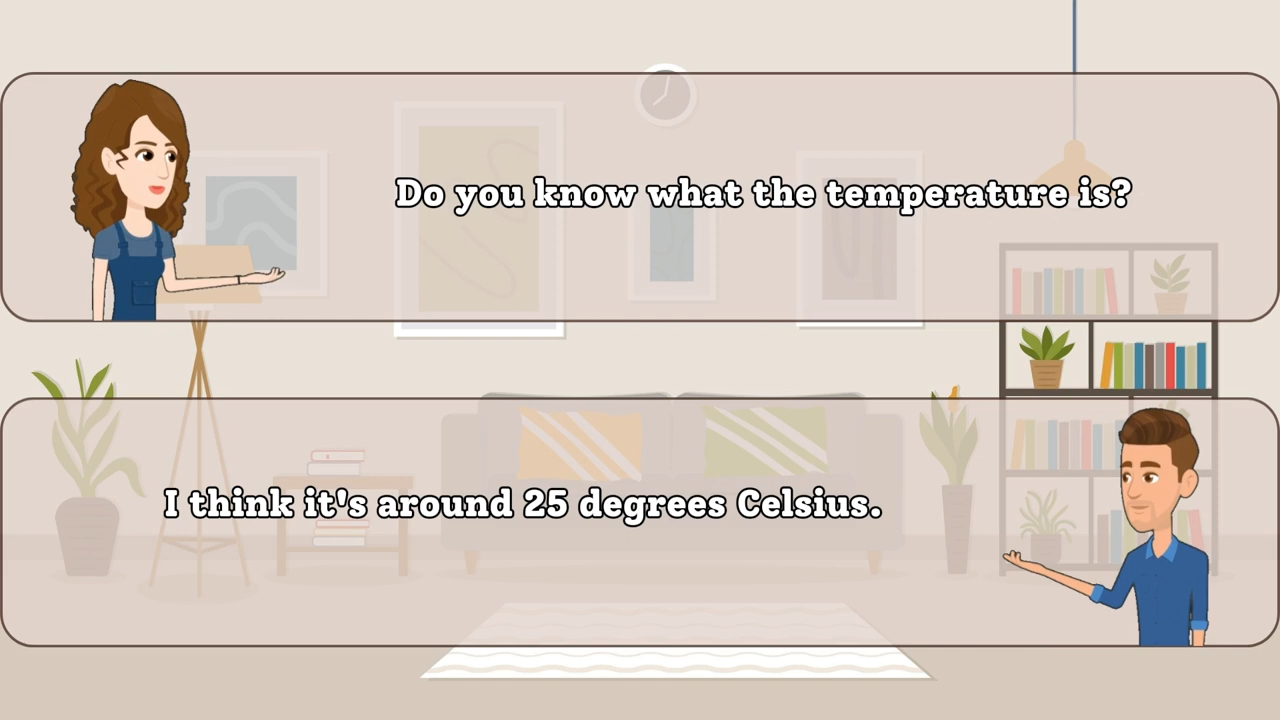 Do you know what the temperature is?
I think it's around 25 degrees Celsius.